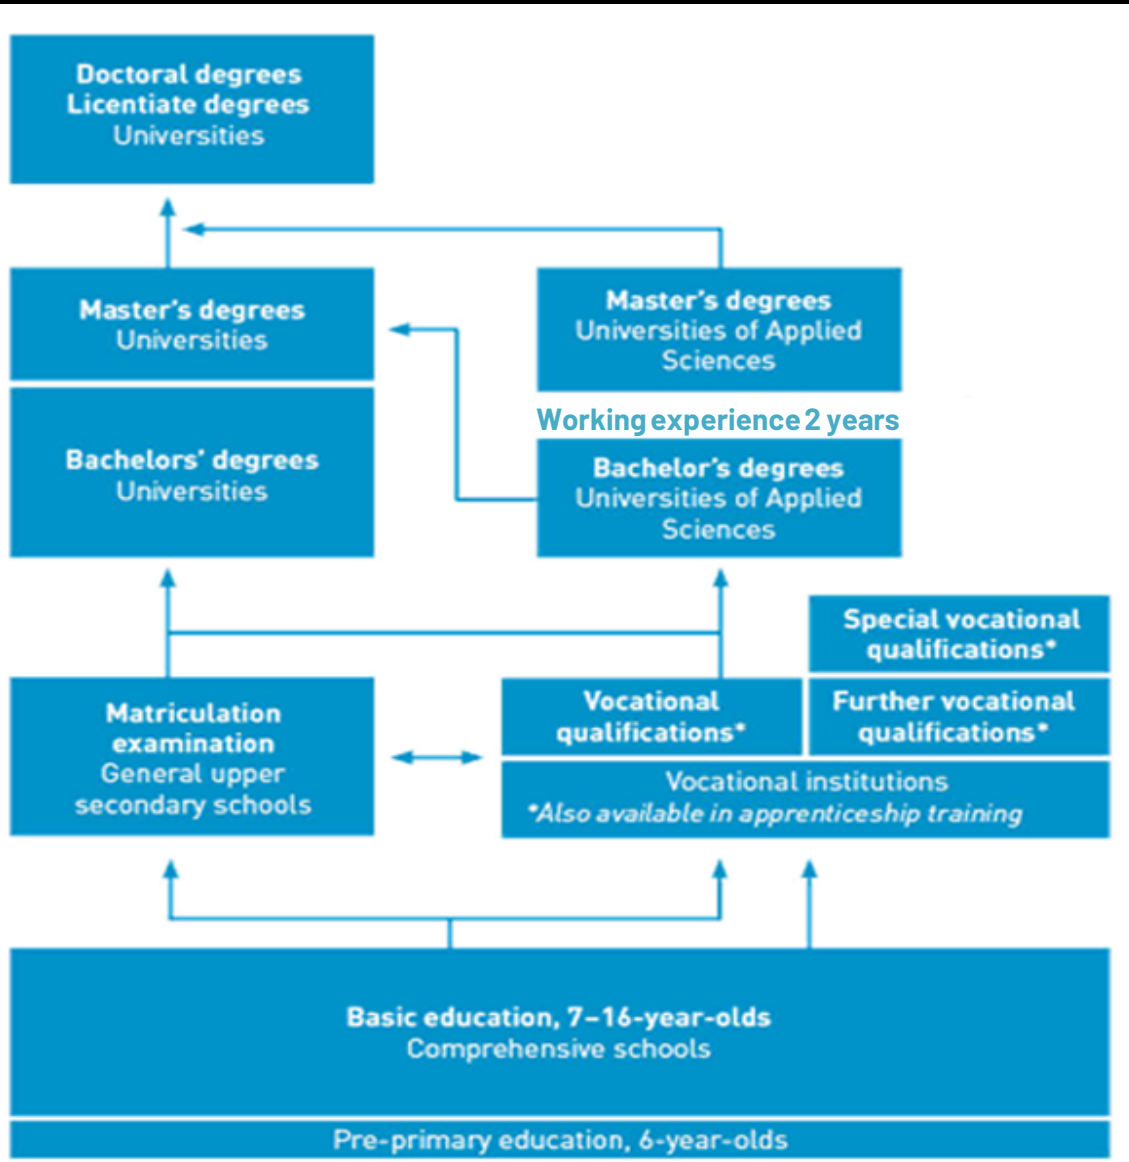 Doctoral degrees
Licentiate degrees
Universities
Master's degrees
Universities
Master's degrees
Universities of Applied
Sciences
Working experience 2 years
Bachelors' degrees
Universities
Bachelor's degrees
Universities of Applied
Sciences
Special vocational
qualifications*
Matriculation
examination
General upper
secondary schools
Vocational
qualifications*
Further vocational
qualifications*
Vocational institutions
*Also available in apprenticeship training
Basic education, 7–16-year-olds
Comprehensive schools
Pre-primary education, 6-year-olds